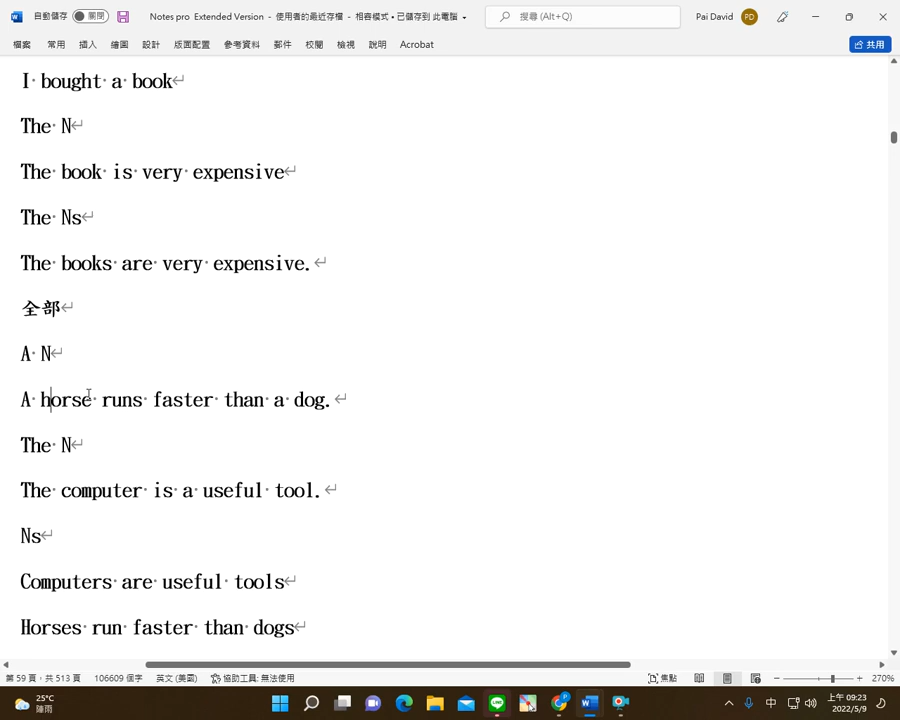 自動儲存 關閉 Notes pro Extended Version - 使用者的最近存檔 - 相容模式 • 已儲存到 此電腦 搜尋 (Alt+Q) Pai David PD
檔案 常用 插入 繪圖 設計 版面配置 參考資料 郵件 校閱 檢視 說明 Acrobat 共用
I bought a book
The N
The book is very expensive
The Ns
The books are very expensive.
全部
A N
A horse runs faster than a dog.
The N
The computer is a useful tool.
Ns
Computers are useful tools
Horses run faster than dogs
第 59 頁，共 513 頁 106609 個字 英文 (美國) 協助工具: 無法使用 焦點 270%
25°C 陣雨 中 上午 09:23
2022/5/9